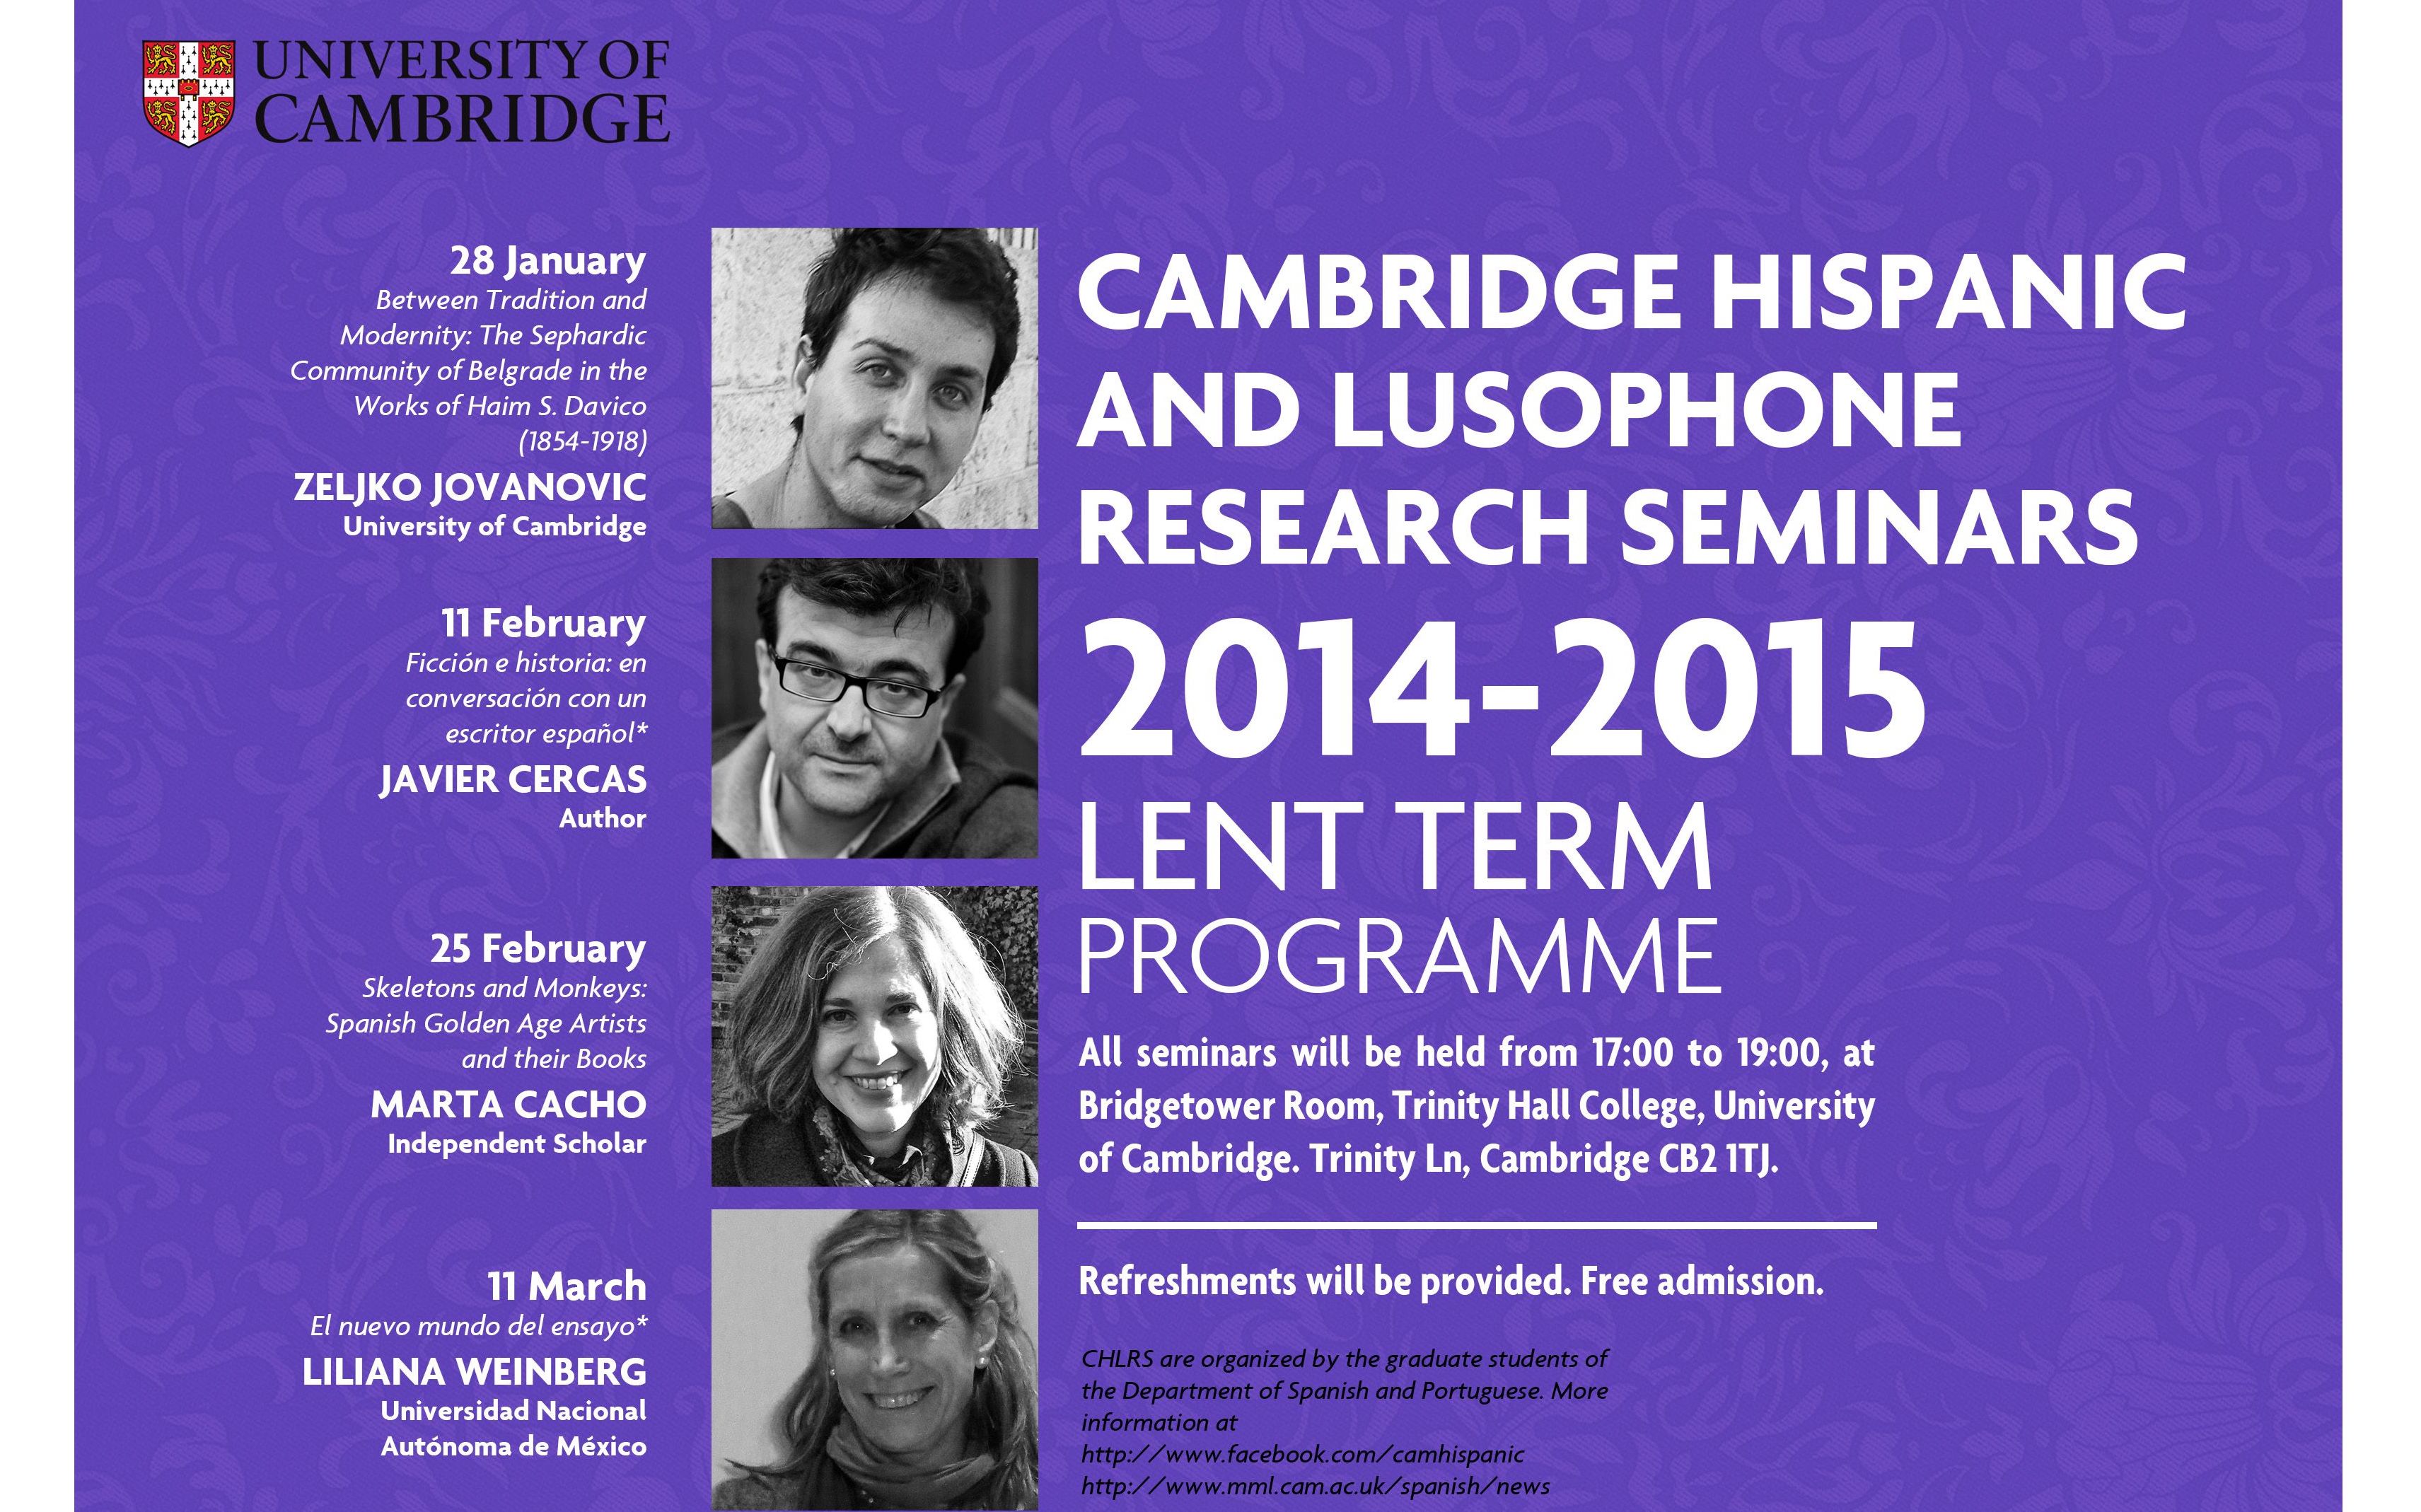 UNIVERSITY OF
CAMBRIDGE
28 January
Between Tradition and
Modernity: The Sephardic
Community of Belgrade in the
Works of Haim S. Davico
(1854-1918)
ZELJKO JOVANOVIC
University of Cambridge
11 February
Ficción e historia: en
conversación con un
escritor español*
JAVIER CERCAS
Author
25 February
Skeletons and Monkeys:
Spanish Golden Age Artists
and their Books
MARTA CACHO
Independent Scholar
11 March
El nuevo mundo del ensayo*
LILIANA WEINBERG
Universidad Nacional
Autónoma de México
CAMBRIDGE HISPANIC
AND LUSOPHONE
RESEARCH SEMINARS
2014-2015
LENT TERM
PROGRAMME
All seminars will be held from 17:00 to 19:00, at
Bridgetower Room, Trinity Hall College, University
of Cambridge. Trinity Ln, Cambridge CB2 1TJ.
Refreshments will be provided. Free admission.
CHLRS are organized by the graduate students of
the Department of Spanish and Portuguese. More
information at
http://www.facebook.com/camhispanic
http://www.mml.cam.ac.uk/spanish/news